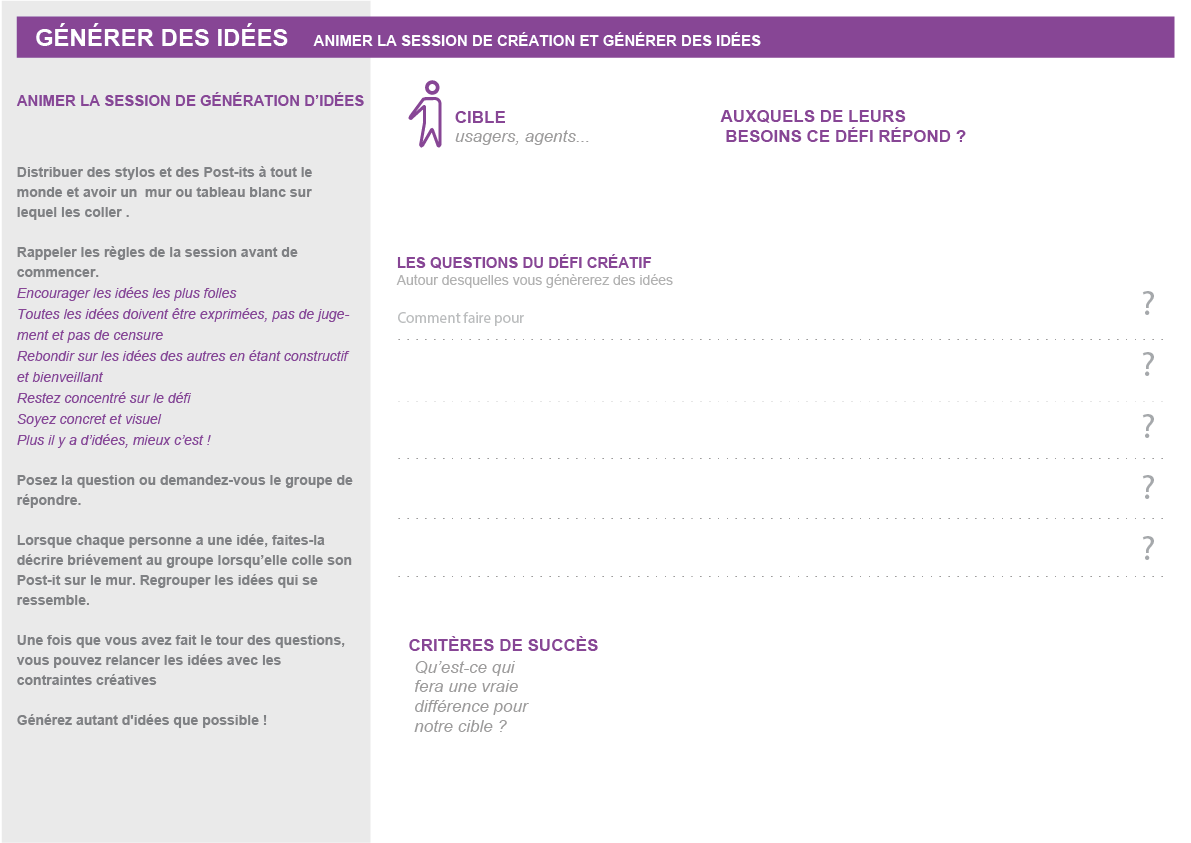 GÉNÉRER DES IDÉES ANIMER LA SESSION DE CRÉATION ET GÉNÉRER DES IDÉES
ANIMER LA SESSION DE GÉNÉRATION D'IDÉES
Distribuer des stylos et des Post-its à tout le
monde et avoir un mur ou tableau blanc sur
lequel les coller .
Rappeler les règles de la session avant de
commencer.
Encourager les idées les plus folles
Toutes les idées doivent être exprimées, pas de juge-
ment et pas de censure
Rebondir sur les idées des autres en étant constructif
et bienveillant
Restez concentré sur le défi
Soyez concret et visuel
Plus il y a d'idées, mieux c'est !
Posez la question ou demandez-vous le groupe de
répondre.
Lorsque chaque personne a une idée, faites-la
décrire briévement au groupe lorsqu'elle colle son
Post-it sur le mur. Regrouper les idées qui se
ressemble.
Une fois que vous avez fait le tour des questions,
vous pouvez relancer les idées avec les
contraintes créatives
Générez autant d'idées que possible !
CIBLE
usagers, agents...
AUXQUELS DE LEURS
BESOINS CE DÉFI RÉPOND ?
LES QUESTIONS DU DÉFI CRÉATIF
Autour desquelles vous génèrerez des idées
Comment faire pour ?
?
?
?
?
CRITÈRES DE SUCCÈS
Qu'est-ce qui
fera une vraie
différence pour
notre cible ?